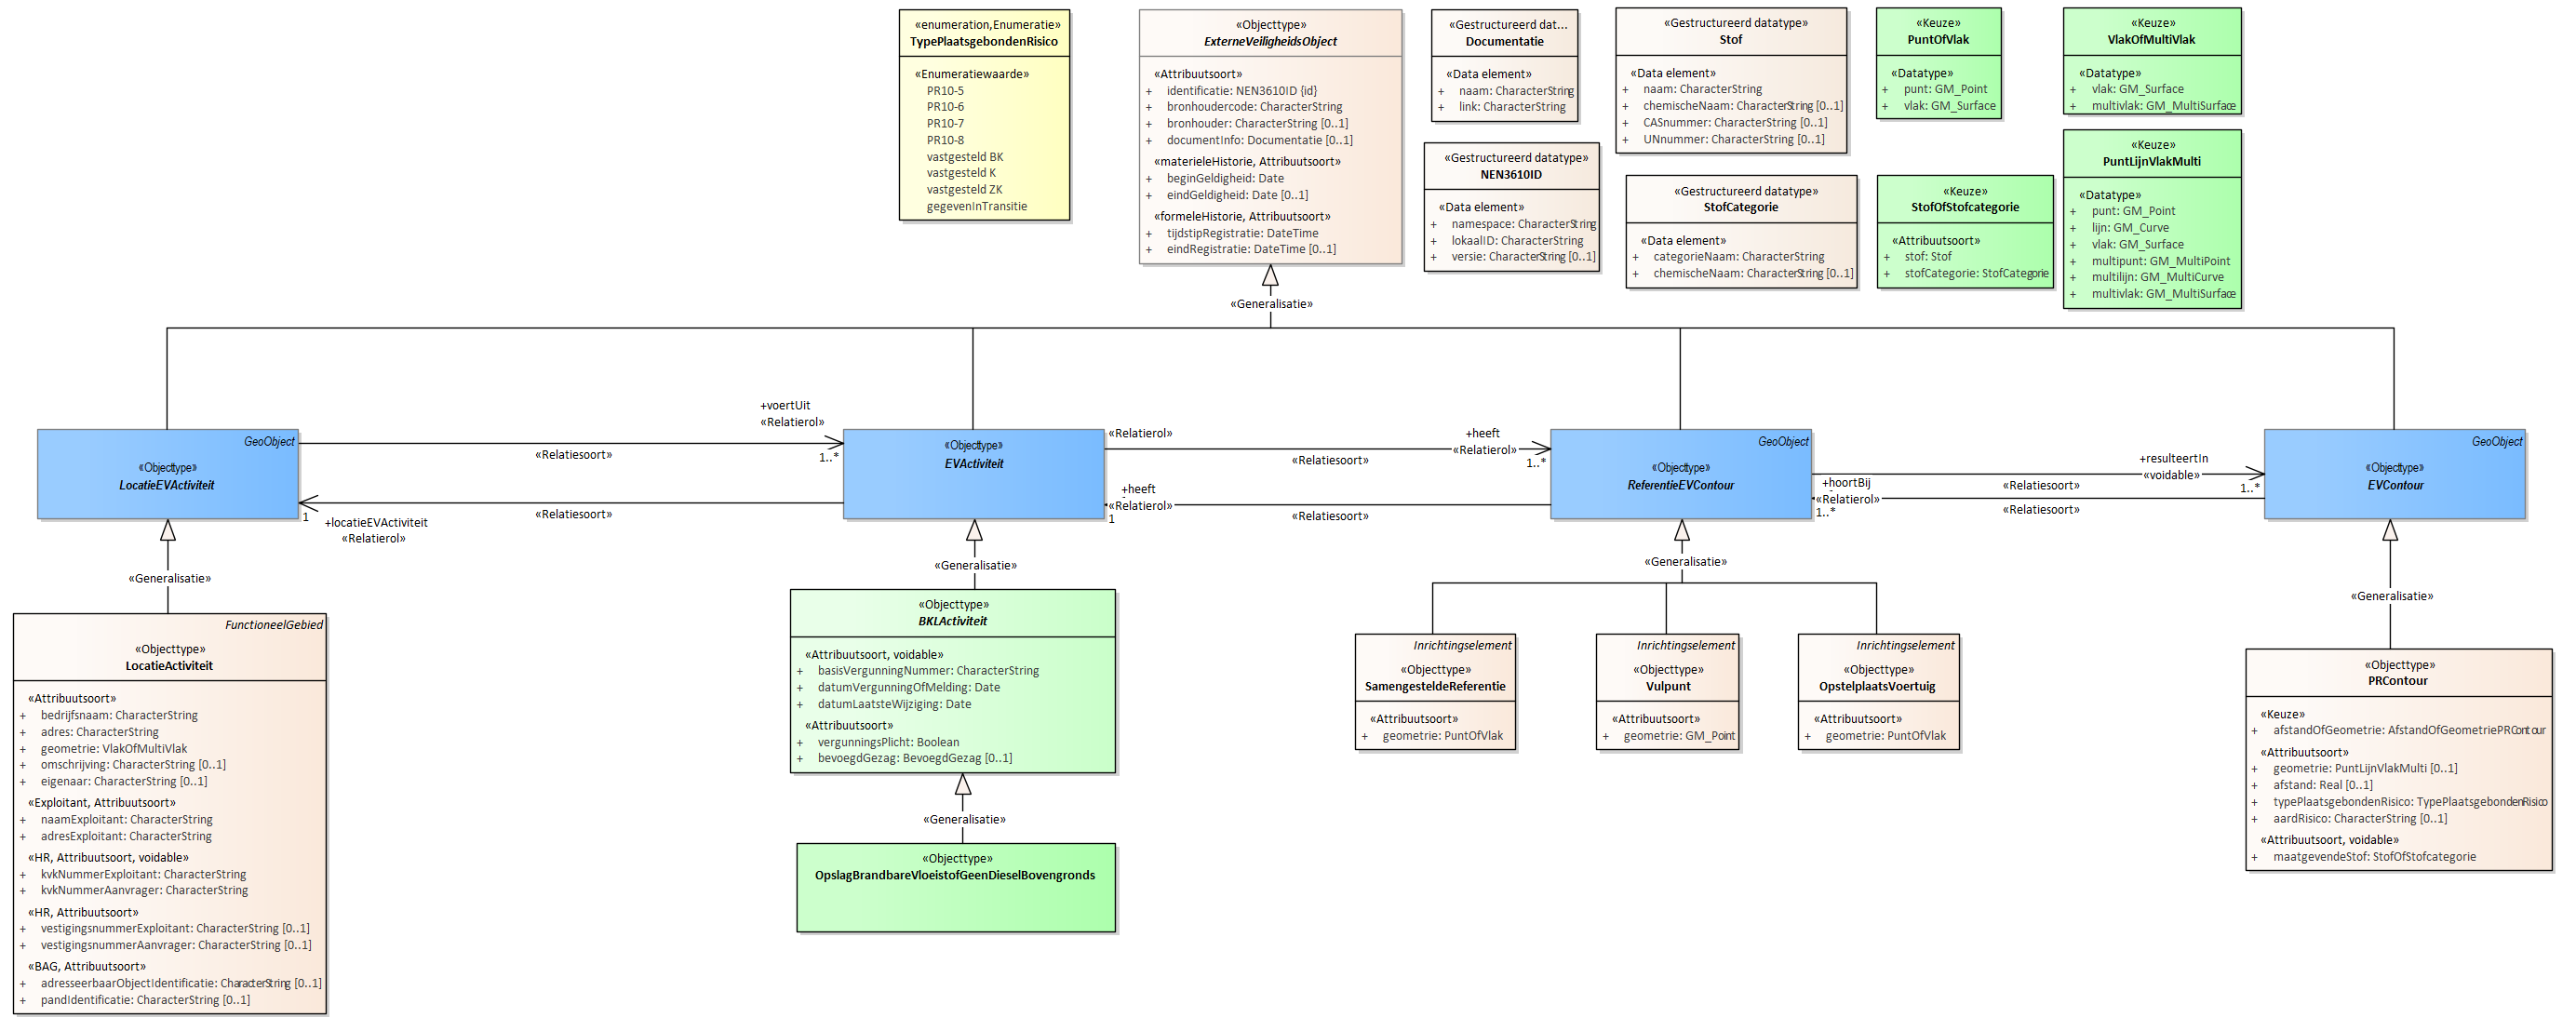 «enumeration,Enumeratie»
TypePlaatsgebondenRisico
«Enumeratiewaarde»
PR10-5
PR10-6
PR10-7
PR10-8
vastgesteld BK
vastgesteld K
vastgesteld ZK
gegevenInTransitie
«Objecttype»
ExterneVeiligheidsObject
«Attribuutsoort»
+ identificatie: NEN3610ID {id}
+ bronhoudercode: CharacterString
+ bronhouder: CharacterString [0..1]
+ documentInfo: Documentatie [0..1]
«materieleHistorie, Attribuutsoort»
+ beginGeldigheid: Date
+ eindGeldigheid: Date [0..1]
«formeleHistorie, Attribuutsoort»
+ tijdstipRegistratie: DateTime
+ eindRegistratie: DateTime [0..1]
«Gestructureerd dat...
Documentatie
«Data element»
+ naam: CharacterString
+ link: CharacterString
«Gestructureerd datatype»
NEN3610ID
«Data element»
+ namespace: CharacterString
+ lokaalID: CharacterString
+ versie: CharacterString [0..1]
«Gestructureerd datatype»
Stof
«Data element»
+ naam: CharacterString
+ chemischeNaam: CharacterString [0..1]
+ CASnummer: CharacterString [0..1]
+ UNnummer: CharacterString [0..1]
«Gestructureerd datatype»
StofCategorie
«Data element»
+ categorieNaam: CharacterString
+ chemischeNaam: CharacterString [0..1]
«Keuze»
PuntOfVlak
«Datatype»
+ punt: GM_Point
+ vlak: GM_Surface
«Keuze»
StofOfStofcategorie
«Attribuutsoort»
+ stof: Stof
+ stofCategorie: StofCategorie
«Keuze»
VlakOfMultiVlak
«Datatype»
+ vlak: GM_Surface
+ multivlak: GM_MultiSurface
«Keuze»
PuntLijnVlakMulti
«Datatype»
+ punt: GM_Point
+ lijn: GM_Curve
+ vlak: GM_Surface
+ multipunt: GM_MultiPoint
+ multilijn: GM_MultiCurve
+ multivlak: GM_MultiSurface
«Generalisatie»
GeoObject
«Objecttype»
LocatieEVActiviteit
+voertUit
«Relatierol»
1..*
«Relatiesoort»
«Relatiesoort»
1
+locatieEVActiviteit
«Relatierol»
«Objecttype»
EVActiviteit
«Relatierol»
+heeft
«Relatierol»
1..*
«Relatiesoort»
+heeft
«Relatierol»
1
«Relatiesoort»
GeoObject
«Objecttype»
ReferentieEVContour
+resulteertIn
«voidable»
1..*
«Relatiesoort»
+hoortBij
«Relatierol»
1..*
«Relatiesoort»
GeoObject
«Objecttype»
EVContour
«Generalisatie»
«Generalisatie»
«Generalisatie»
«Generalisatie»
FunctioneelGebied
«Objecttype»
LocatieActiviteit
«Attribuutsoort»
+ bedrijfsnaam: CharacterString
+ adres: CharacterString
+ geometrie: VlakOfMultiVlak
+ omschrijving: CharacterString [0..1]
+ eigenaar: CharacterString [0..1]
«Exploitant, Attribuutsoort»
+ naamExploitant: CharacterString
+ adresExploitant: CharacterString
«HR, Attribuutsoort, voidable»
+ kvkNummerExploitant: CharacterString
+ kvkNummerAanvrager: CharacterString
«HR, Attribuutsoort»
+ vestigingsnummerExploitant: CharacterString [0..1]
+ vestigingsnummerAanvrager: CharacterString [0..1]
«BAG, Attribuutsoort»
+ adresseerbaarObjectIdentificatie: CharacterString [0..1]
+ pandIdentificatie: CharacterString [0..1]
«Objecttype»
BKLActiviteit
«Attribuutsoort, voidable»
+ basisVergunningNummer: CharacterString
+ datumVergunningOfMelding: Date
+ datumLaatsteWijziging: Date
«Attribuutsoort»
+ vergunningsPlicht: Boolean
+ bevoegdGezag: BevoegdGezag [0..1]
«Generalisatie»
«Objecttype»
OpslagBrandbareVloeistofGeenDieselBovengronds
Inrichtingselement
«Objecttype»
SamengesteldeReferentie
«Attribuutsoort»
+ geometrie: PuntOfVlak
Inrichtingselement
«Objecttype»
Vulpunt
«Attribuutsoort»
+ geometrie: GM_Point
Inrichtingselement
«Objecttype»
OpstelplaatsVoertuig
«Attribuutsoort»
+ geometrie: PuntOfVlak
«Objecttype»
PRContour
«Keuze»
+ afstandOfGeometrie: AfstandOfGeometriePRContour
«Attribuutsoort»
+ geometrie: PuntLijnVlakMulti [0..1]
+ afstand: Real [0..1]
+ typePlaatsgebondenRisico: TypePlaatsgebondenRisico
+ aardRisico: CharacterString [0..1]
«Attribuutsoort, voidable»
+ maatgevendeStof: StofOfStofcategorie